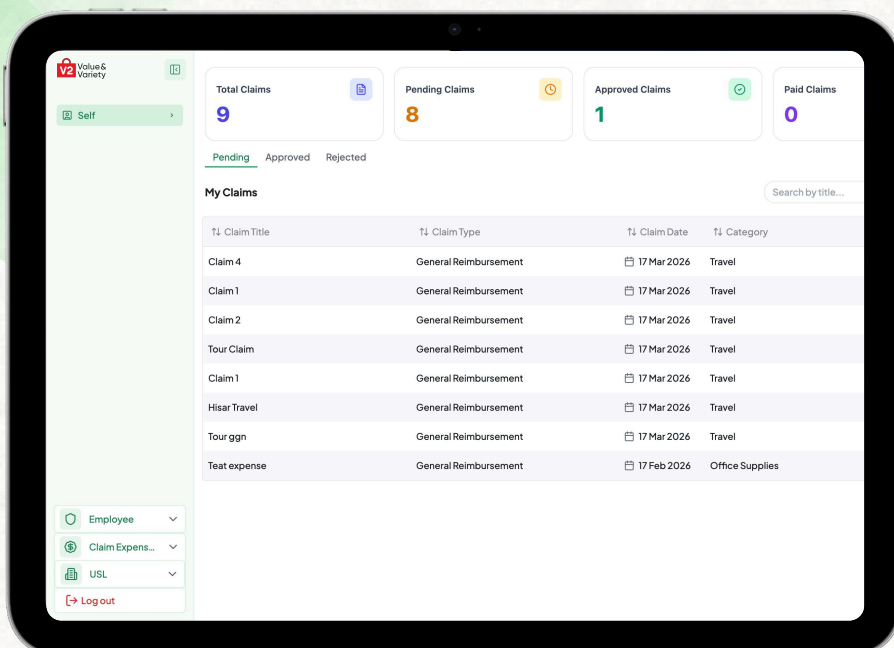 V2 Value &
Variety
Self
Total Claims
9
Pending Claims
8
Approved Claims
1
Paid Claims
0
Pending Approved Rejected
My Claims
Search by title...
Claim Title Claim Type Claim Date Category
Claim 4 General Reimbursement 17 Mar 2026 Travel
Claim 1 General Reimbursement 17 Mar 2026 Travel
Claim 2 General Reimbursement 17 Mar 2026 Travel
Tour Claim General Reimbursement 17 Mar 2026 Travel
Claim 1 General Reimbursement 17 Mar 2026 Travel
Hisar Travel General Reimbursement 17 Mar 2026 Travel
Tour ggn General Reimbursement 17 Mar 2026 Travel
Teat expense General Reimbursement 17 Feb 2026 Office Supplies
Employee
Claim Expens...
USL
Log out